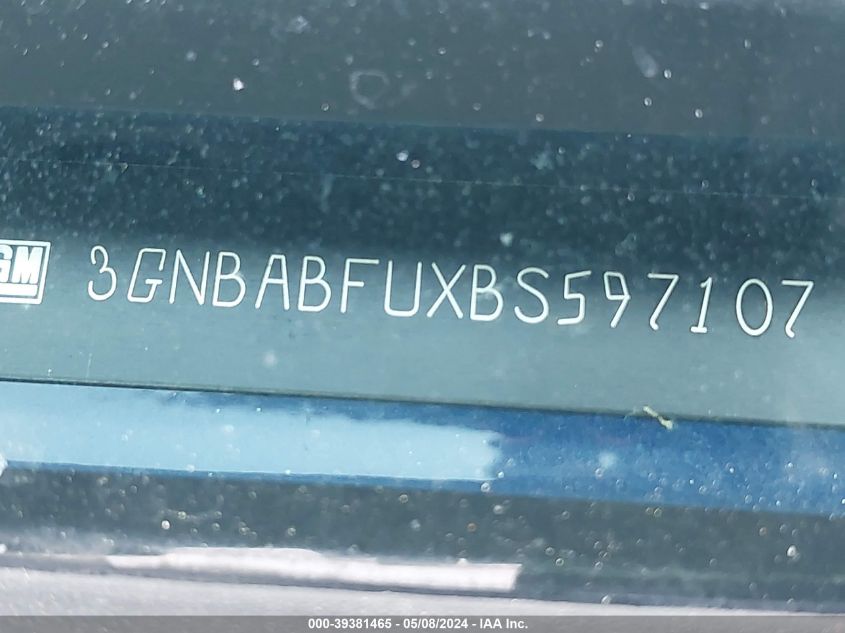 GM 3GNBABFUXBS597107
000-39381465 - 05/08/2024 - IAA Inc.